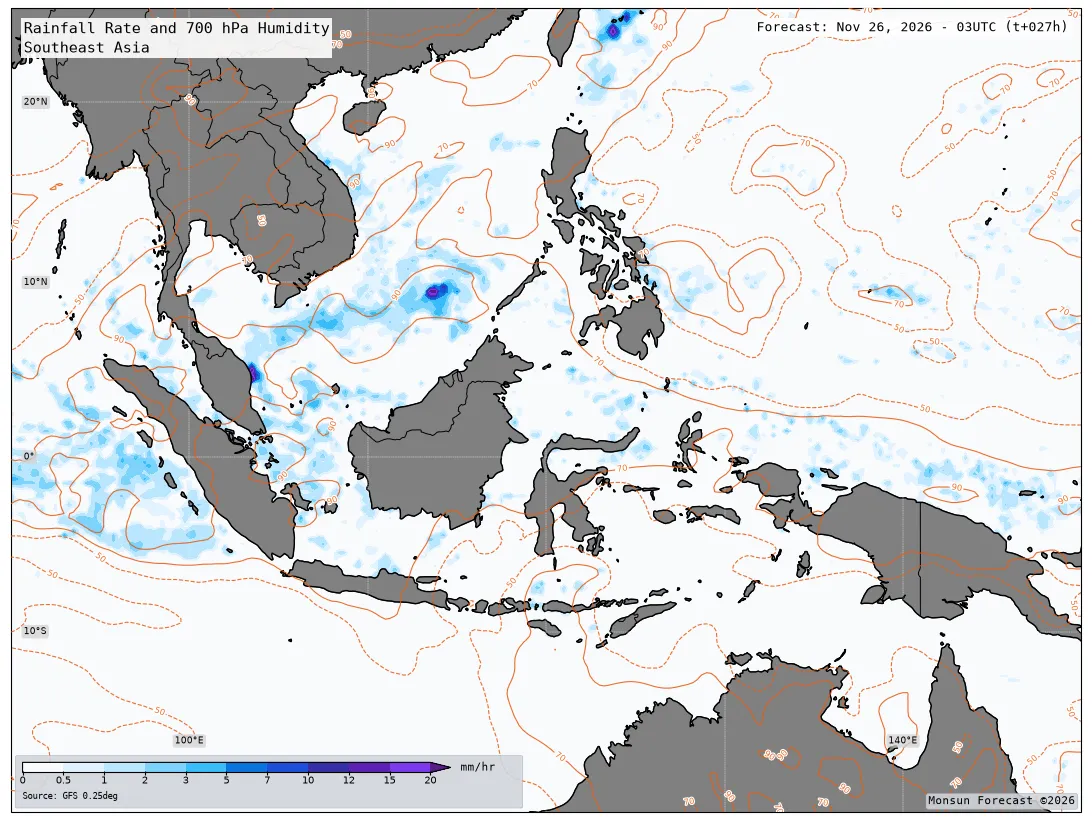 Rainfall Rate and 700 hPa Humidity
Southeast Asia
Forecast: Nov 26, 2026 - 03UTC (t+027h)
20°N
10°N
0°
10°S
100°E
140°E
0 0.5 1 2 3 5 7 10 12 15 20 mm/hr
Source: GFS 0.25deg
Monsun Forecast ©2026